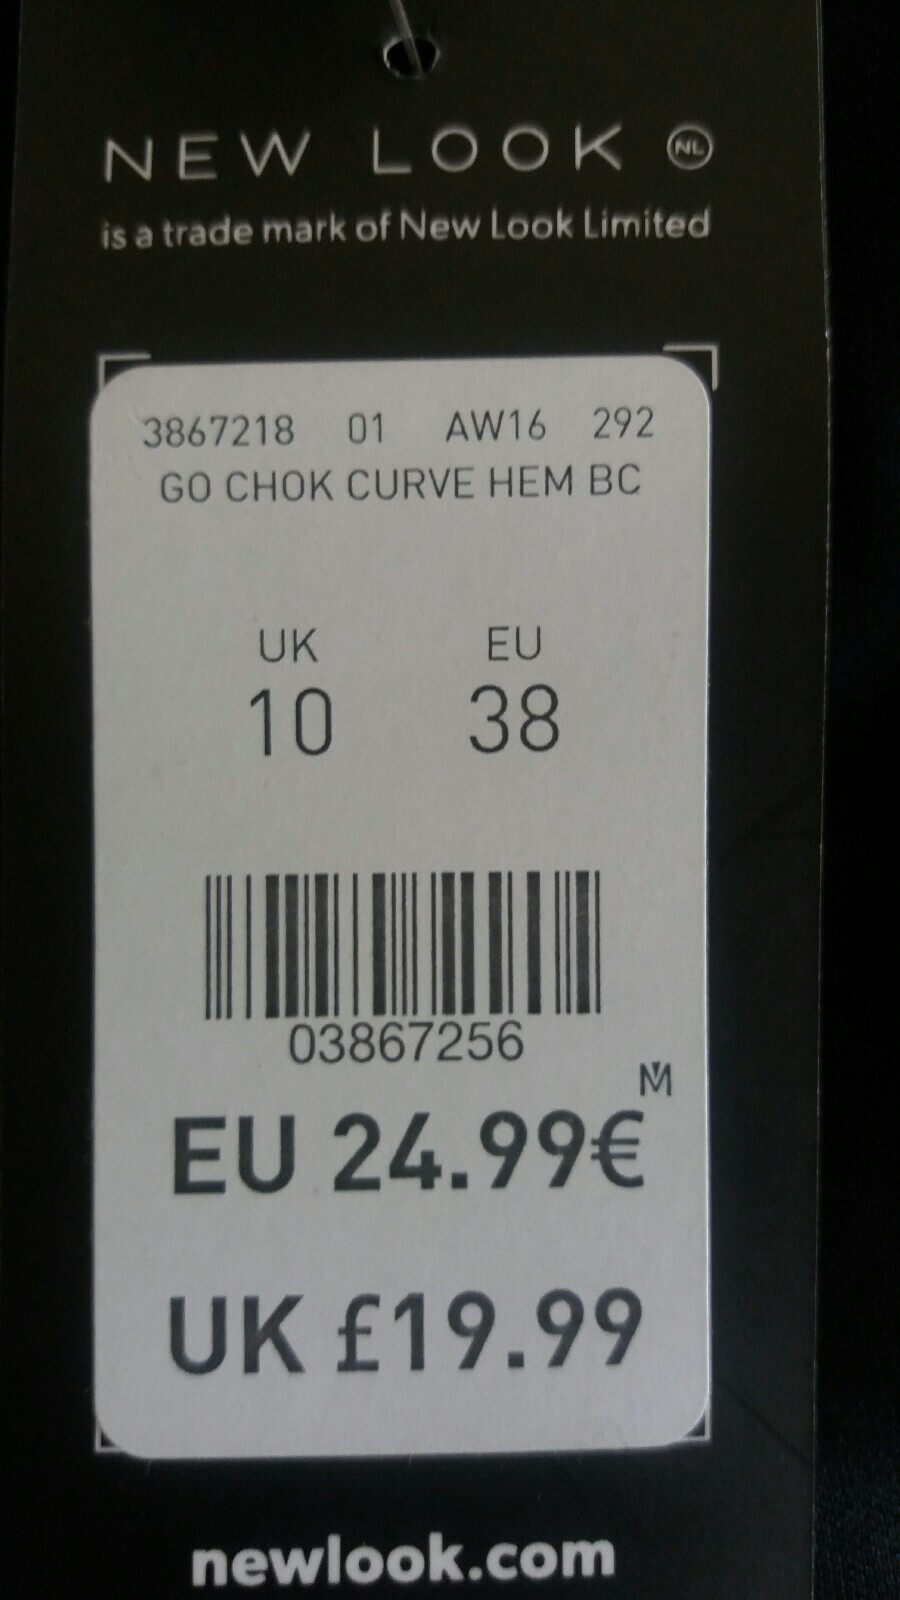 NEW LOOK NL
is a trade mark of New Look Limited
3867218 01 AW16 292
GO CHOK CURVE HEM BC
UK EU
10 38
03867256
M
EU 24.99€
UK £19.99
newlook.com